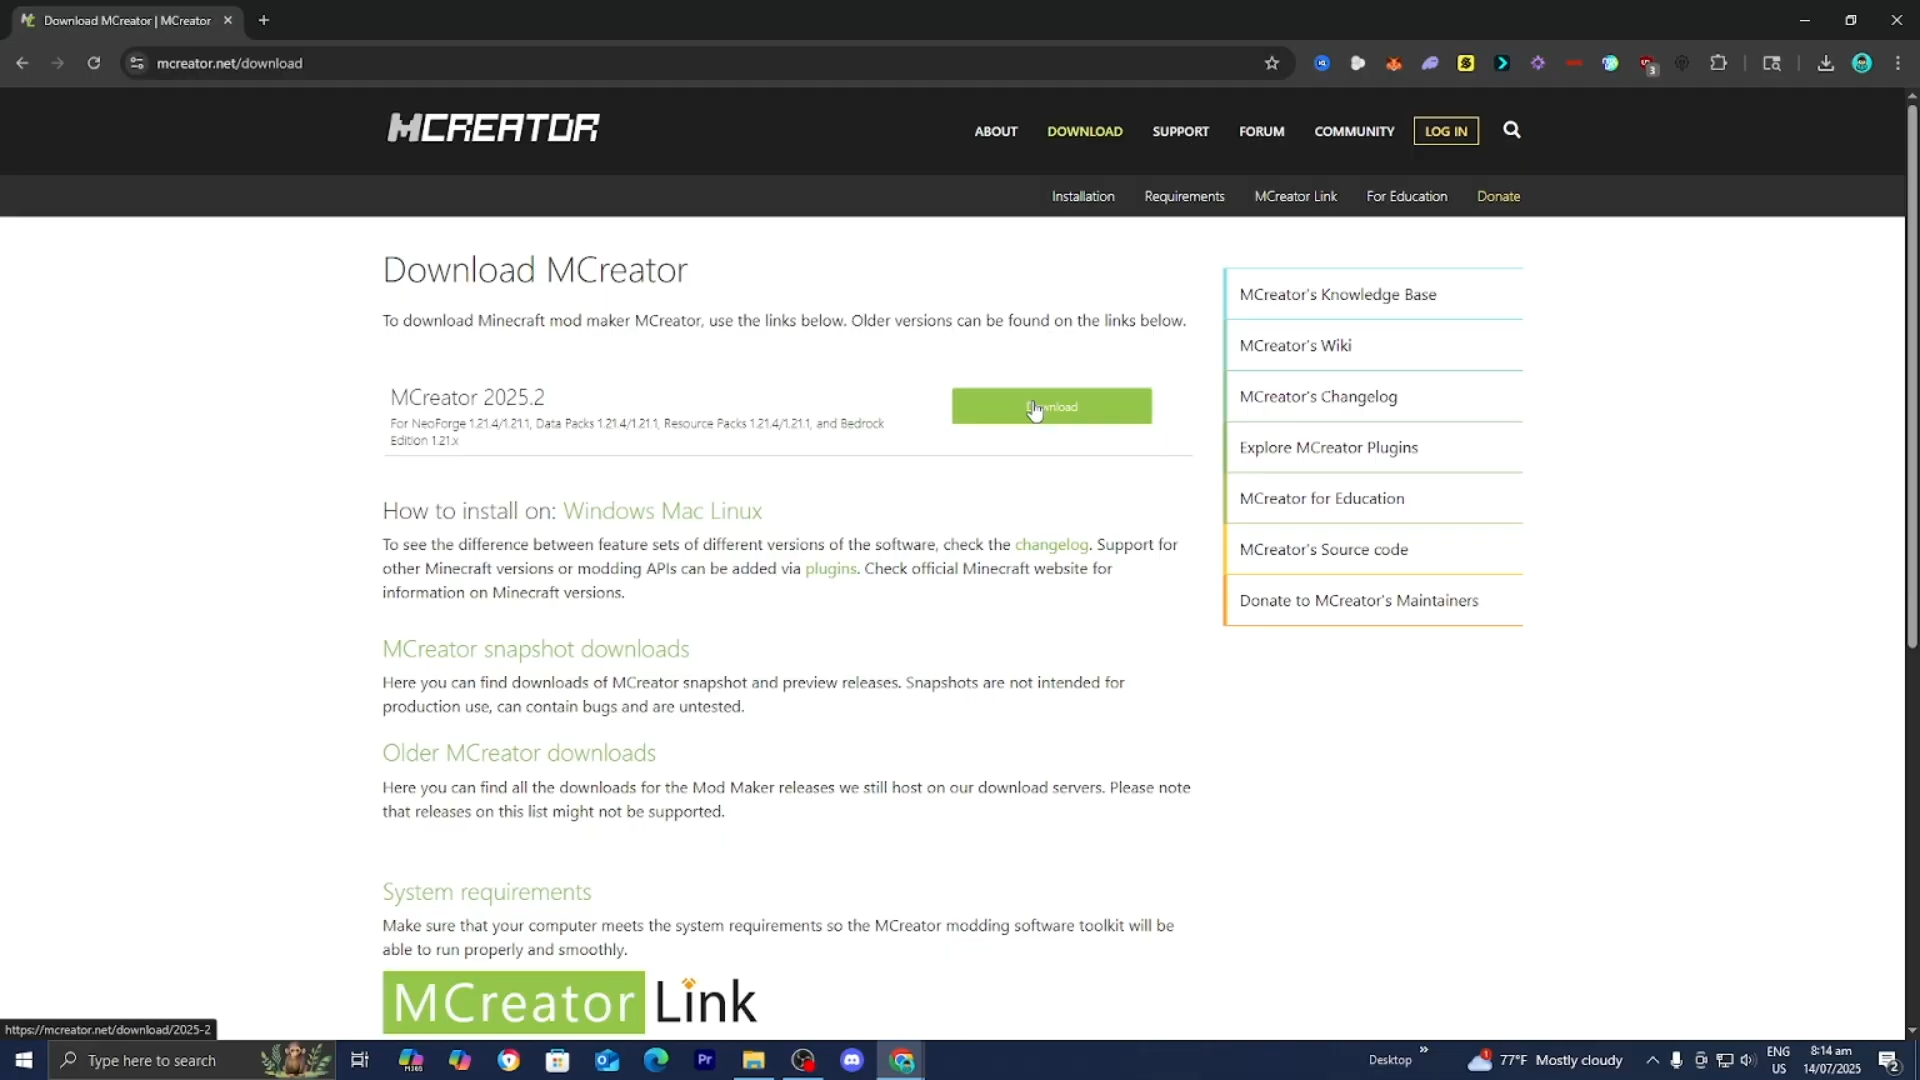 Download MCreator | MCreator
mcreator.net/download
3
MCREATOR
ABOUT DOWNLOAD SUPPORT FORUM COMMUNITY LOG IN
Installation Requirements MCreator Link For Education Donate
Download MCreator
To download Minecraft mod maker MCreator, use the links below. Older versions can be found on the links below.
MCreator 2025.2
Download
For NeoForge 1.21.4/1.21.1, Data Packs 1.21.4/1.21.1, Resource Packs 1.21.4/1.21.1, and Bedrock
Edition 1.21.x
How to install on: Windows Mac Linux
To see the difference between feature sets of different versions of the software, check the changelog. Support for
other Minecraft versions or modding APIs can be added via plugins. Check official Minecraft website for
information on Minecraft versions.
MCreator snapshot downloads
Here you can find downloads of MCreator snapshot and preview releases. Snapshots are not intended for
production use, can contain bugs and are untested.
Older MCreator downloads
Here you can find all the downloads for the Mod Maker releases we still host on our download servers. Please note
that releases on this list might not be supported.
System requirements
Make sure that your computer meets the system requirements so the MCreator modding software toolkit will be
able to run properly and smoothly.
MCreator Link
MCreator's Knowledge Base
MCreator's Wiki
MCreator's Changelog
Explore MCreator Plugins
MCreator for Education
MCreator's Source code
Donate to MCreator's Maintainers
https://mcreator.net/download/2025-2
Type here to search
M365
Pr
Desktop
1
77°F Mostly cloudy
ENG
US
8:14 am
14/07/2025
2